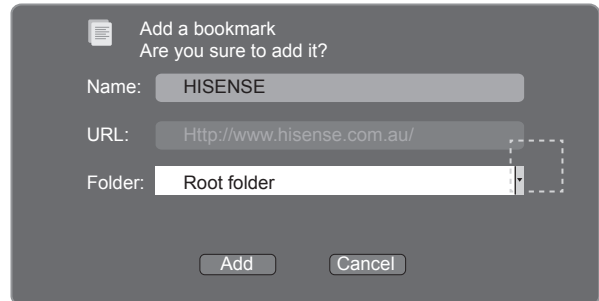 Add a bookmark
Are you sure to add it?
Name: HISENSE
URL: Http://www.hisense.com.au/
Folder: Root folder
Add Cancel